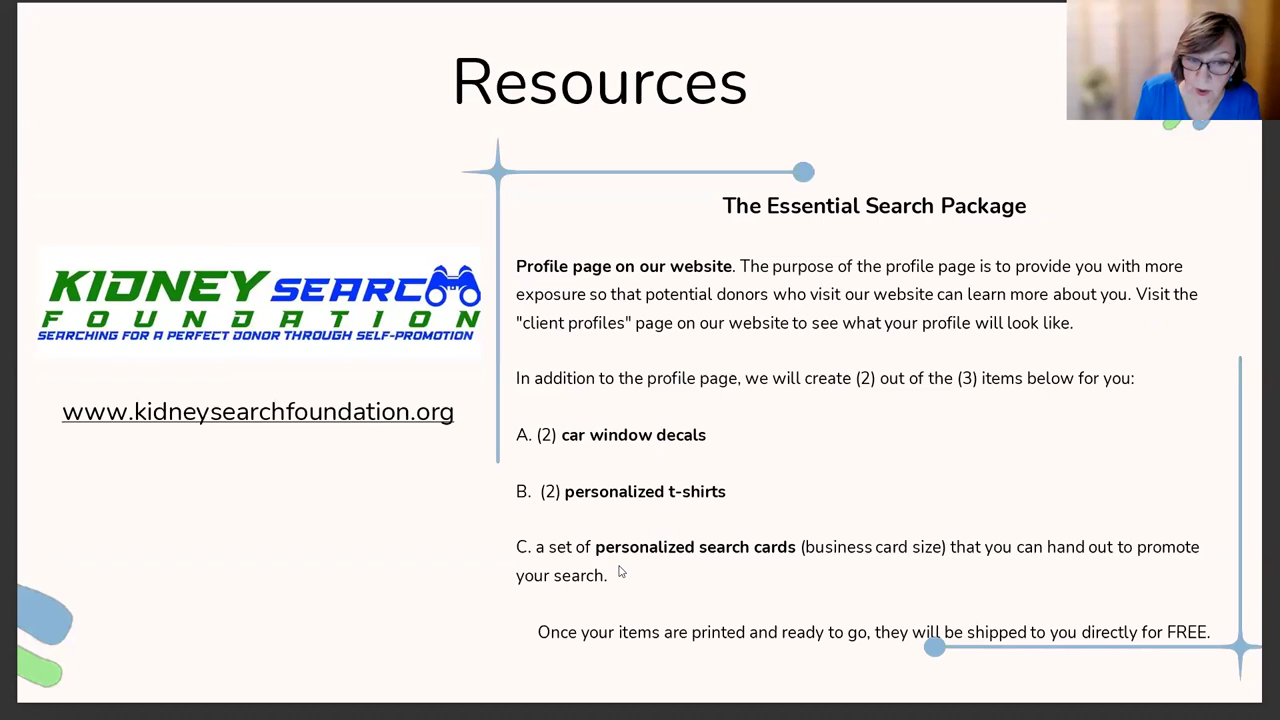 Resources
The Essential Search Package
KIDNEY SEARCH
FOUNDATION
SEARCHING FOR A PERFECT DONOR THROUGH SELF-PROMOTION
www.kidneysearchfoundation.org
Profile page on our website. The purpose of the profile page is to provide you with more
exposure so that potential donors who visit our website can learn more about you. Visit the
"client profiles" page on our website to see what your profile will look like.
In addition to the profile page, we will create (2) out of the (3) items below for you:
A. (2) car window decals
B. (2) personalized t-shirts
C. a set of personalized search cards (business card size) that you can hand out to promote
your search.
Once your items are printed and ready to go, they will be shipped to you directly for FREE.